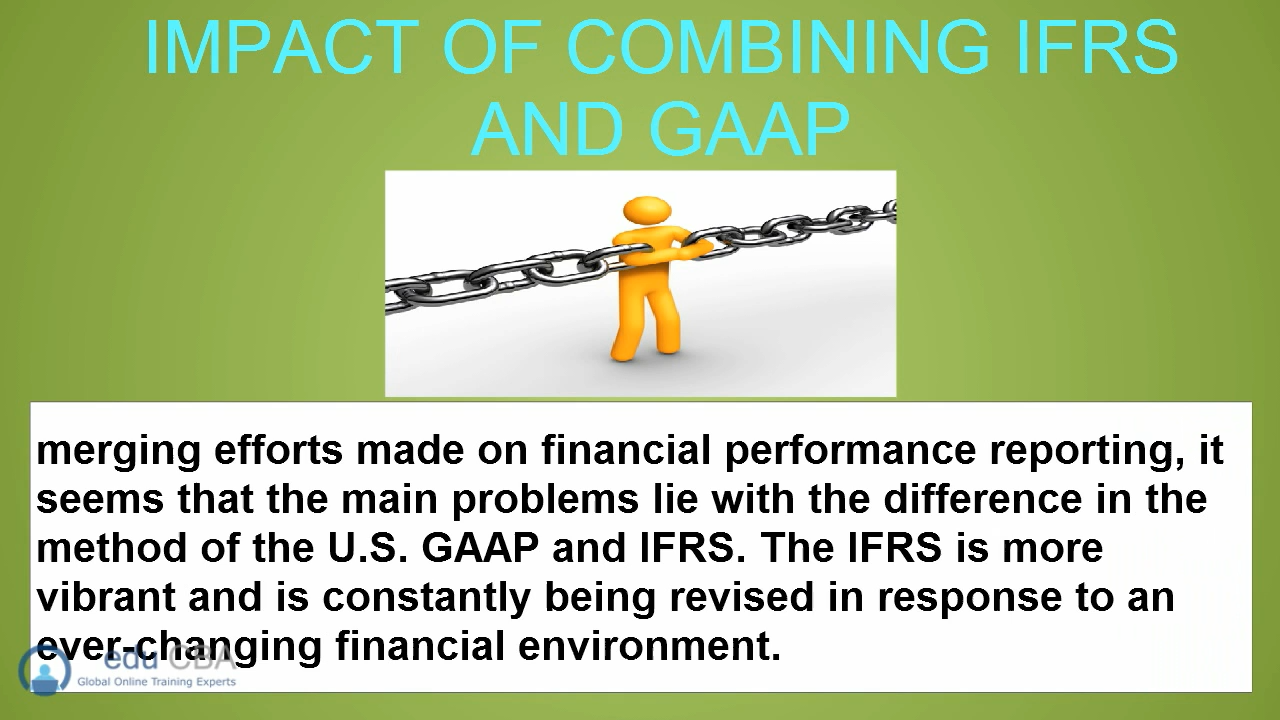 IMPACT OF COMBINING IFRS
AND GAAP
merging efforts made on financial performance reporting, it
seems that the main problems lie with the difference in the
method of the U.S. GAAP and IFRS. The IFRS is more
vibrant and is constantly being revised in response to an
ever-changing financial environment.
edu CBA
Global Online Training Experts